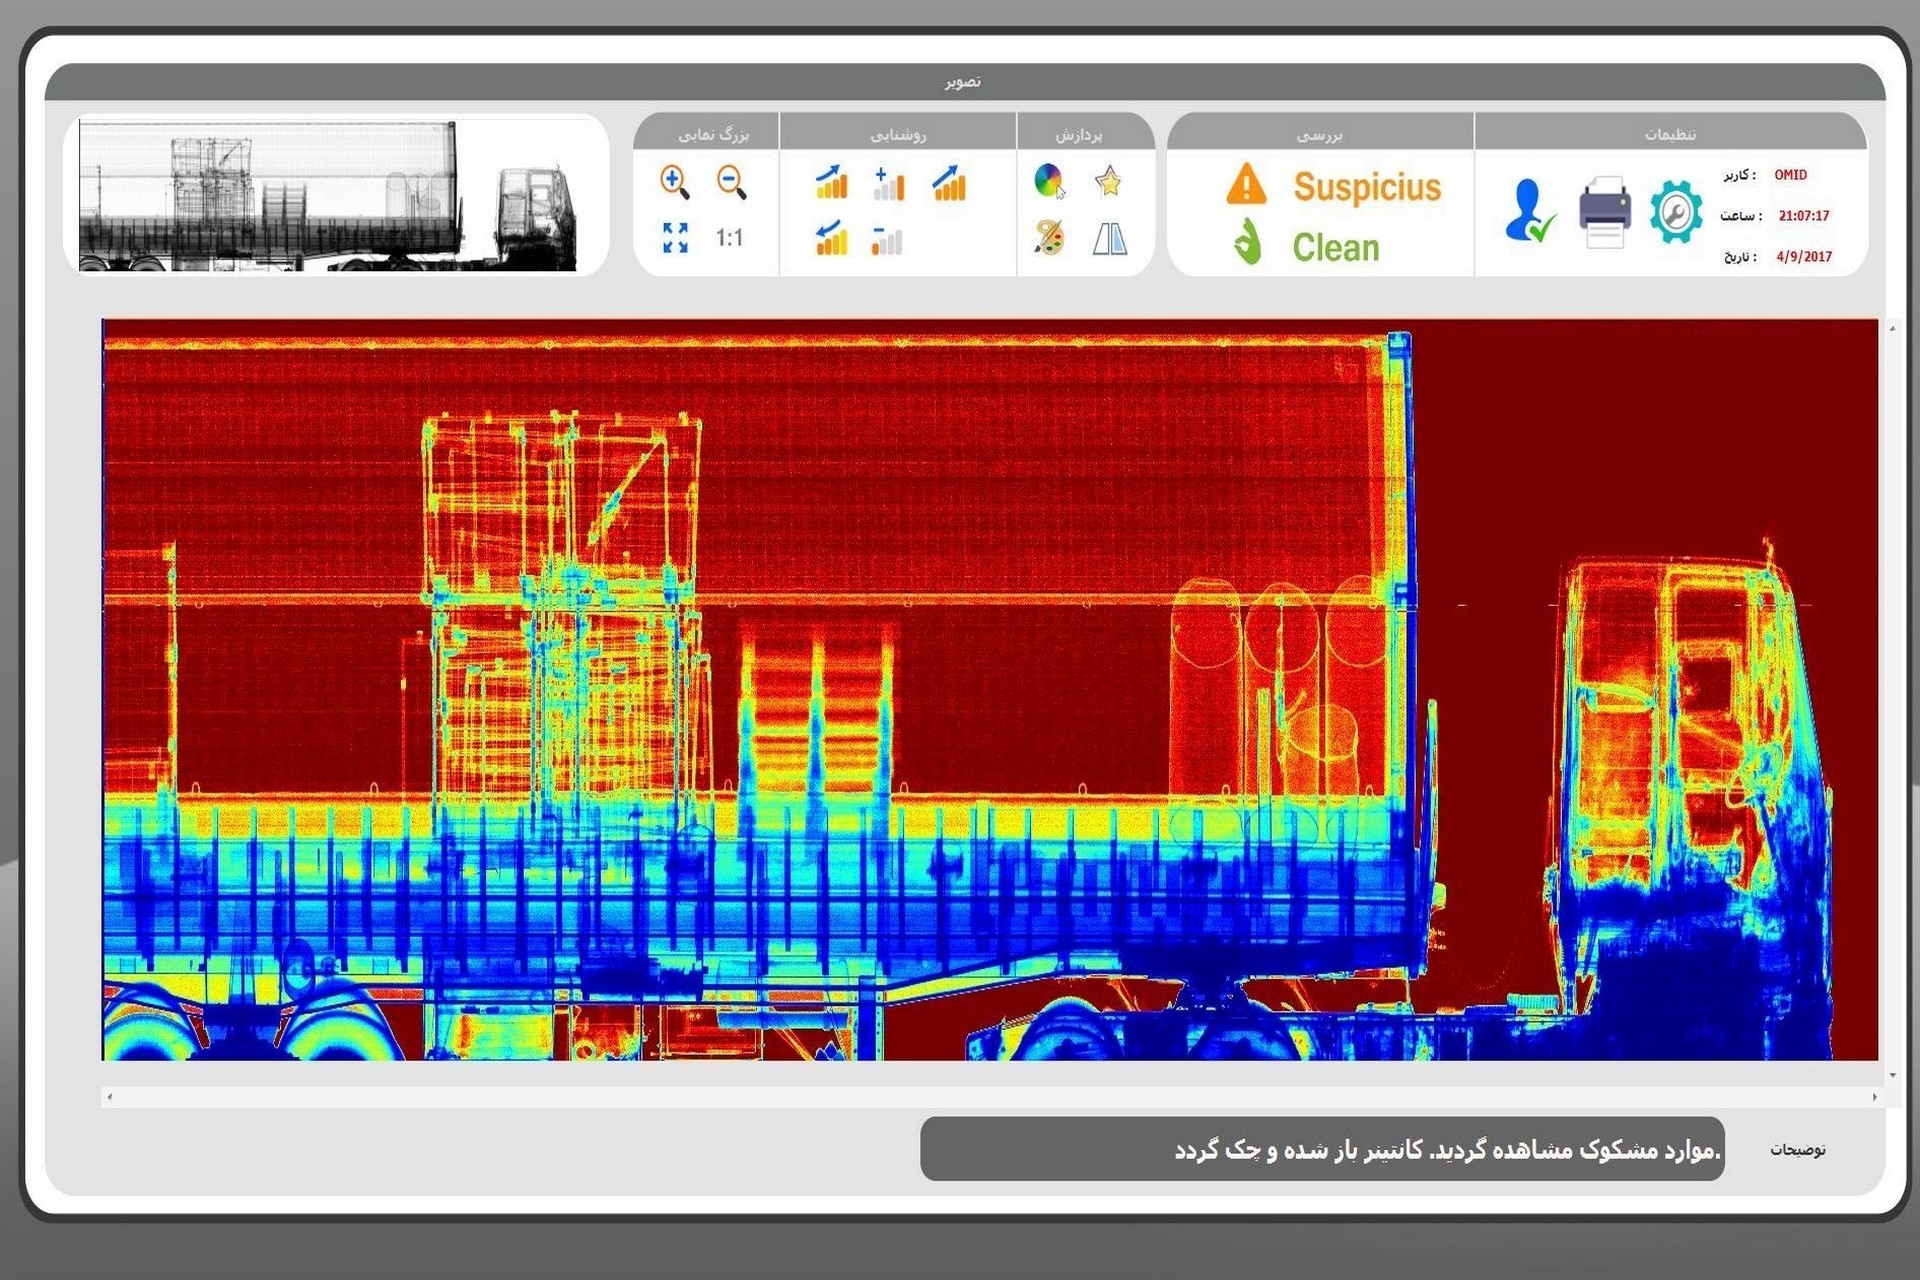 تصویر
بزرگ نمایی
روشنایی
پردازش
بررسی
تنظیمات
1:1
Suspicius
Clean
کاربر :
OMID
ساعت :
21:07:17
تاریخ :
4/9/2017
توضیحات
موارد مشکوک مشاهده گردید. کانتینر باز شده و چک گردد.